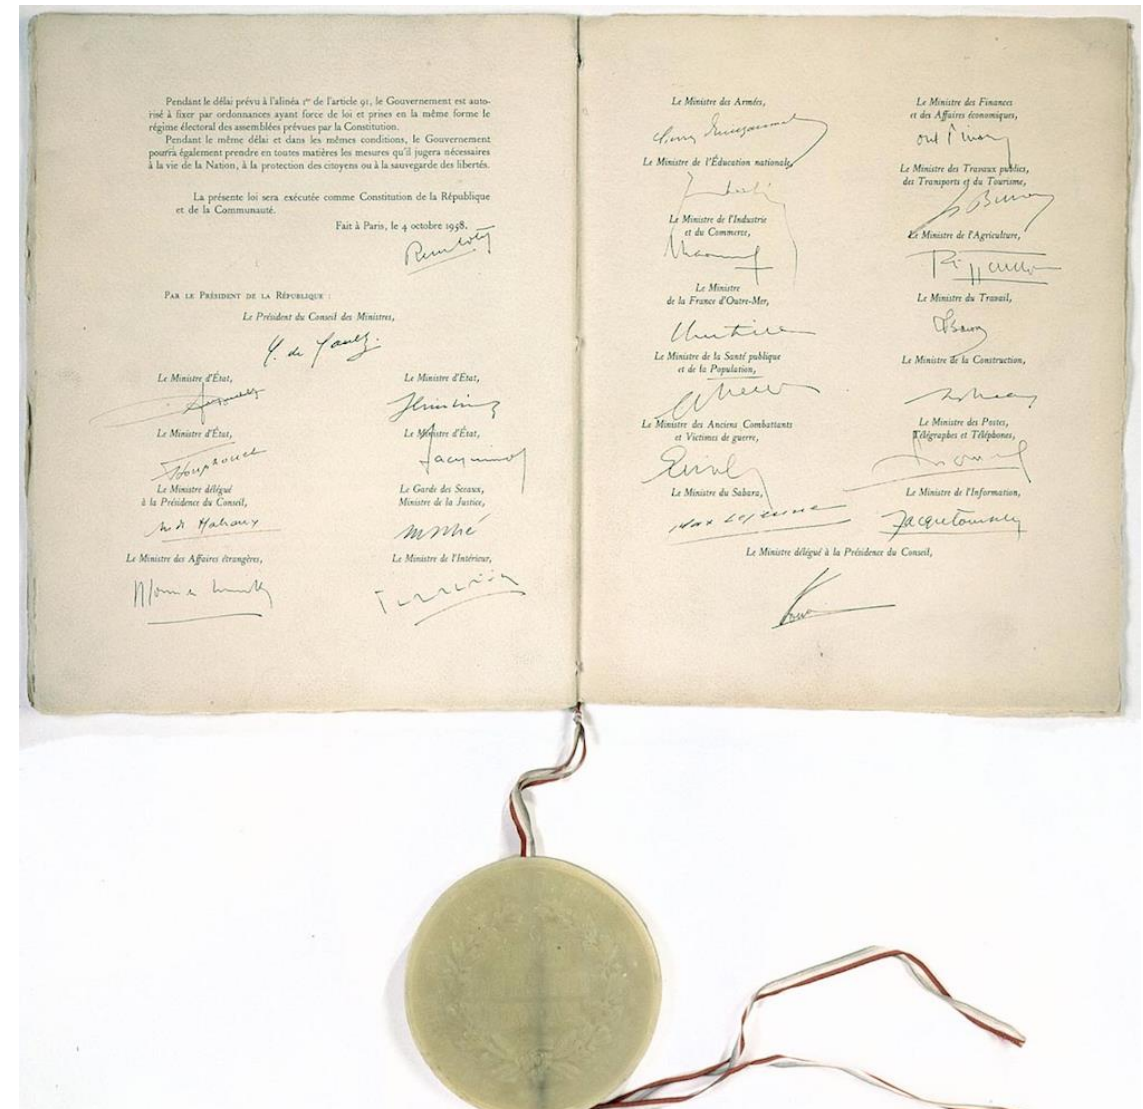 Pendant le délai prévu à l'alinéa 1er de l'article 91, le Gouvernement est auto-
risé à fixer par ordonnances ayant force de loi et prises en la même forme le
régime électoral des assemblées prévues par la Constitution.
Pendant le même délai et dans les mêmes conditions, le Gouvernement
pourra également prendre en toutes matières les mesures qu'il jugera nécessaires
à la vie de la Nation, à la protection des citoyens ou à la sauvegarde des libertés.
La présente loi sera exécutée comme Constitution de la République
et de la Communauté.
Fait à Paris, le 4 octobre 1958.
PAR LE PRÉSIDENT DE LA RÉPUBLIQUE :
Le Président du Conseil des Ministres,
Le Ministre d'État,
Le Ministre d'État,
Le Ministre d'État,
Le Ministre d'État,
Jacquinot
Le Ministre délégué
à la Présidence du Conseil,
Le Garde des Sceaux,
Ministre de la Justice,
Le Ministre des Affaires étrangères,
Le Ministre de l'Intérieur,
Le Ministre des Armées,
Le Ministre des Finances
et des Affaires économiques,
Le Ministre de l'Éducation nationale,
Le Ministre des Travaux publics,
des Transports et du Tourisme,
Le Ministre de l'Industrie
et du Commerce,
Le Ministre de l'Agriculture,
Le Ministre
de la France d'Outre-Mer,
Le Ministre du Travail,
Le Ministre de la Santé publique
et de la Population,
Le Ministre de la Construction,
Le Ministre des Anciens Combattants
et Victimes de guerre,
Le Ministre des Postes,
Télégraphes et Téléphones,
Le Ministre du Sahara,
Max Lejeune
Le Ministre de l'Information,
Le Ministre délégué à la Présidence du Conseil,